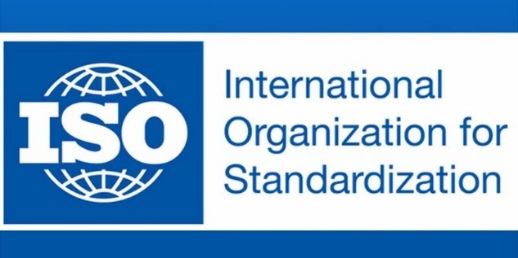 ISO
International
Organization for
Standardization